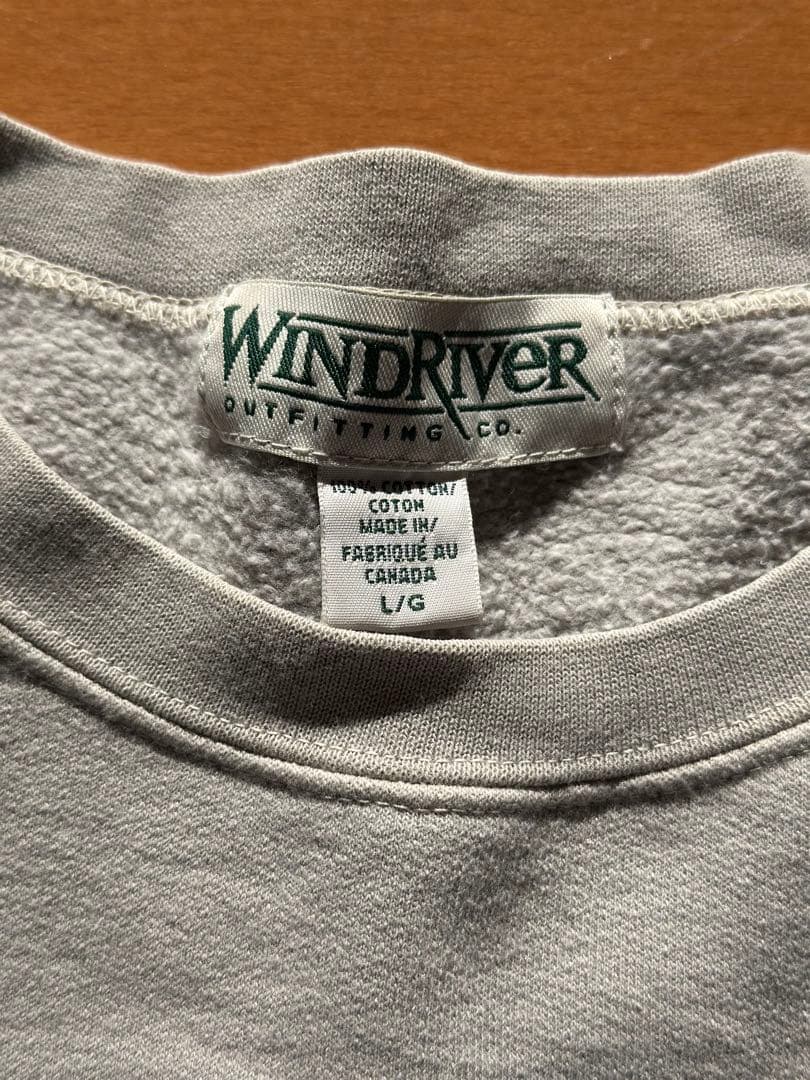 WINDRIVER
OUTFITTING CO.
100% COTTON/
COTON
MADE IN/
FABRIQUÉ AU
CANADA
L/G